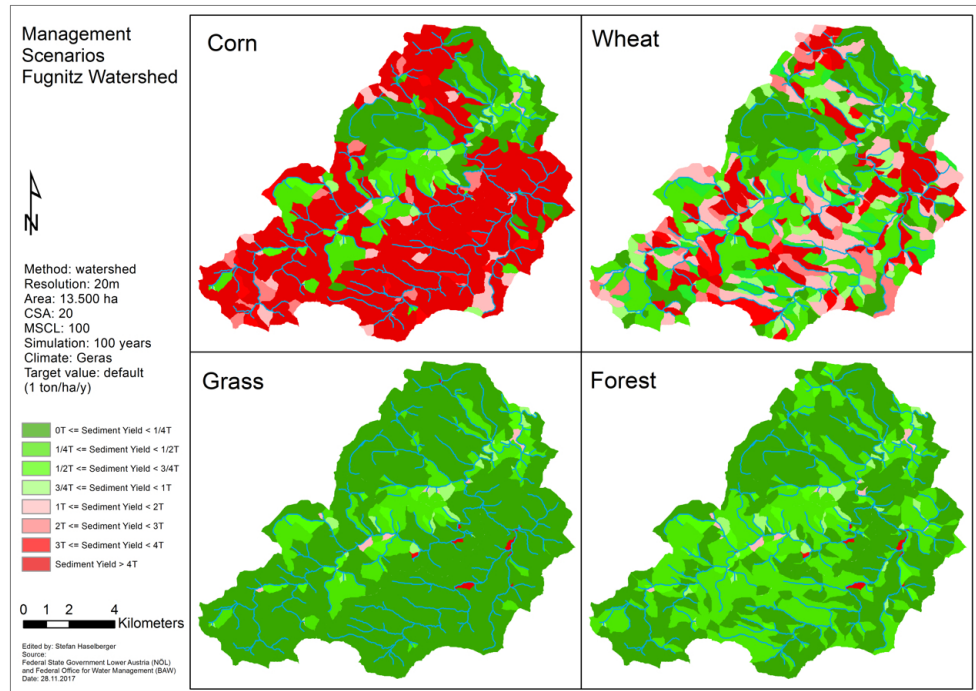 Management
Scenarios
Fugnitz Watershed
N
Method: watershed
Resolution: 20m
Area: 13.500 ha
CSA: 20
MSCL: 100
Simulation: 100 years
Climate: Geras
Target value: default
(1 ton/ha/y)
0T <= Sediment Yield < 1/4T
1/4T <= Sediment Yield < 1/2T
1/2T <= Sediment Yield < 3/4T
3/4T <= Sediment Yield < 1T
1T <= Sediment Yield < 2T
2T <= Sediment Yield < 3T
3T <= Sediment Yield < 4T
Sediment Yield > 4T
0 1 2 4
Kilometers
Edited by: Stefan Haselberger
Source:
Federal State Government Lower Austria (NÖL)
and Federal Office for Water Management (BAW)
Date: 28.11.2017
Corn
Wheat
Grass
Forest